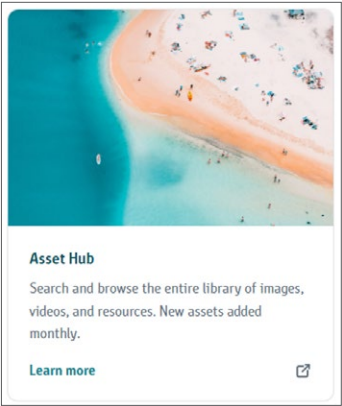 Asset Hub
Search and browse the entire library of images,
videos, and resources. New assets added
monthly.
Learn more